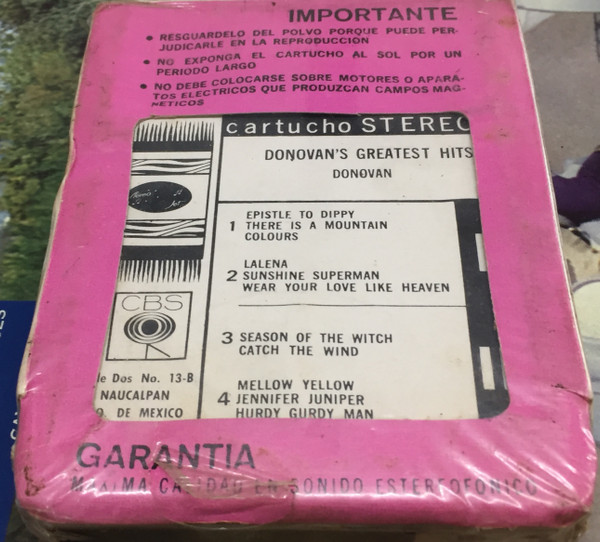 IMPORTANTE
• RESGUARDELO DEL POLVO PORQUE PUEDE PER-
JUDICARLE EN LA REPRODUCCION
• NO EXPONGA EL CARTUCHO AL SOL POR UN
PERIODO LARGO
• NO DEBE COLOCARSE SOBRE MOTORES O APARA-
TOS ELECTRICOS QUE PRODUZCAN CAMPOS MAG-
NETICOS
cartucho STEREO
DONOVAN'S GREATEST HITS
DONOVAN
1 EPISTLE TO DIPPY
THERE IS A MOUNTAIN
COLOURS
2 LALENA
SUNSHINE SUPERMAN
WEAR YOUR LOVE LIKE HEAVEN
3 SEASON OF THE WITCH
CATCH THE WIND
4 MELLOW YELLOW
JENNIFER JUNIPER
HURDY GURDY MAN
CBS
le Dos No. 13-B
NAUCALPAN
O. DE MEXICO
GARANTIA
MAXIMA CALIDAD EN SONIDO ESTEREOFONICO